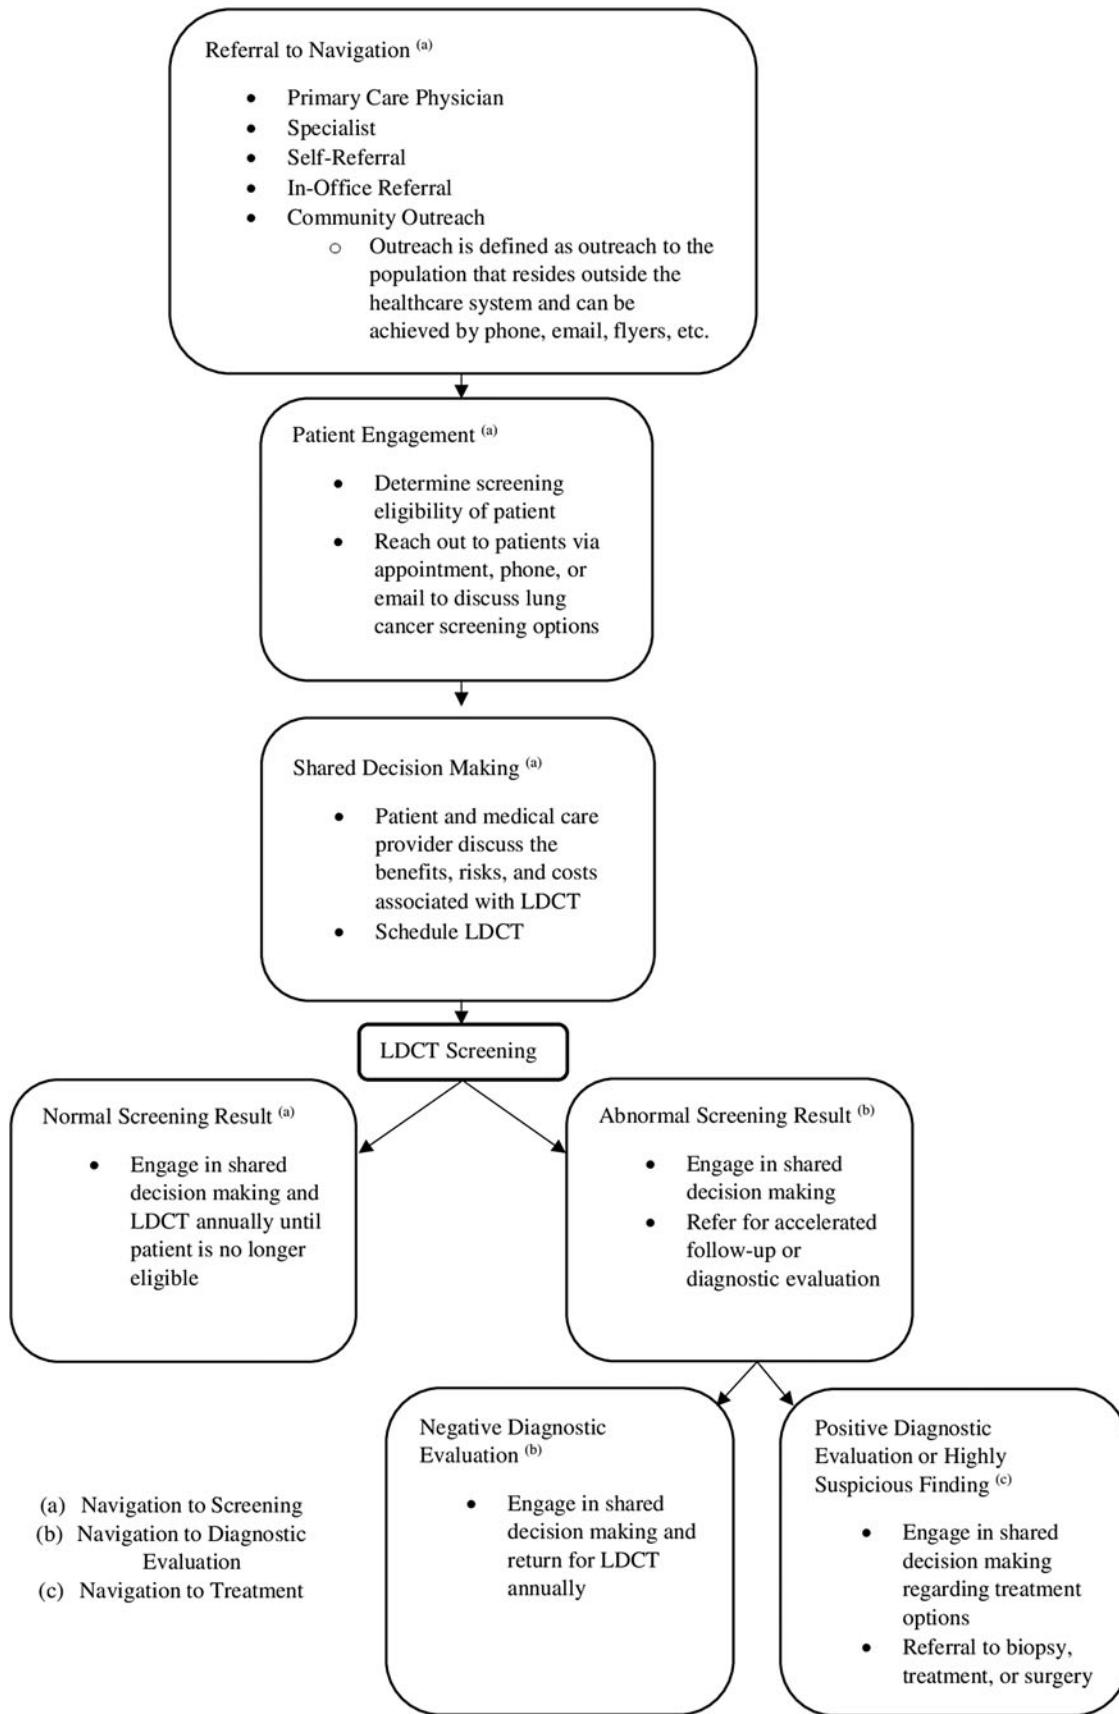 Referral to Navigation (a)
• Primary Care Physician
• Specialist
• Self-Referral
• In-Office Referral
• Community Outreach
o Outreach is defined as outreach to the
population that resides outside the
healthcare system and can be
achieved by phone, email, flyers, etc.
Patient Engagement (a)
• Determine screening
eligibility of patient
• Reach out to patients via
appointment, phone, or
email to discuss lung
cancer screening options
Shared Decision Making (a)
• Patient and medical care
provider discuss the
benefits, risks, and costs
associated with LDCT
• Schedule LDCT
LDCT Screening
Normal Screening Result (a)
• Engage in shared
decision making and
LDCT annually until
patient is no longer
eligible
Abnormal Screening Result (b)
• Engage in shared
decision making
• Refer for accelerated
follow-up or
diagnostic evaluation
Negative Diagnostic
Evaluation (b)
• Engage in shared
decision making and
return for LDCT
annually
Positive Diagnostic
Evaluation or Highly
Suspicious Finding (c)
• Engage in shared
decision making
regarding treatment
options
• Referral to biopsy,
treatment, or surgery
(a) Navigation to Screening
(b) Navigation to Diagnostic
Evaluation
(c) Navigation to Treatment